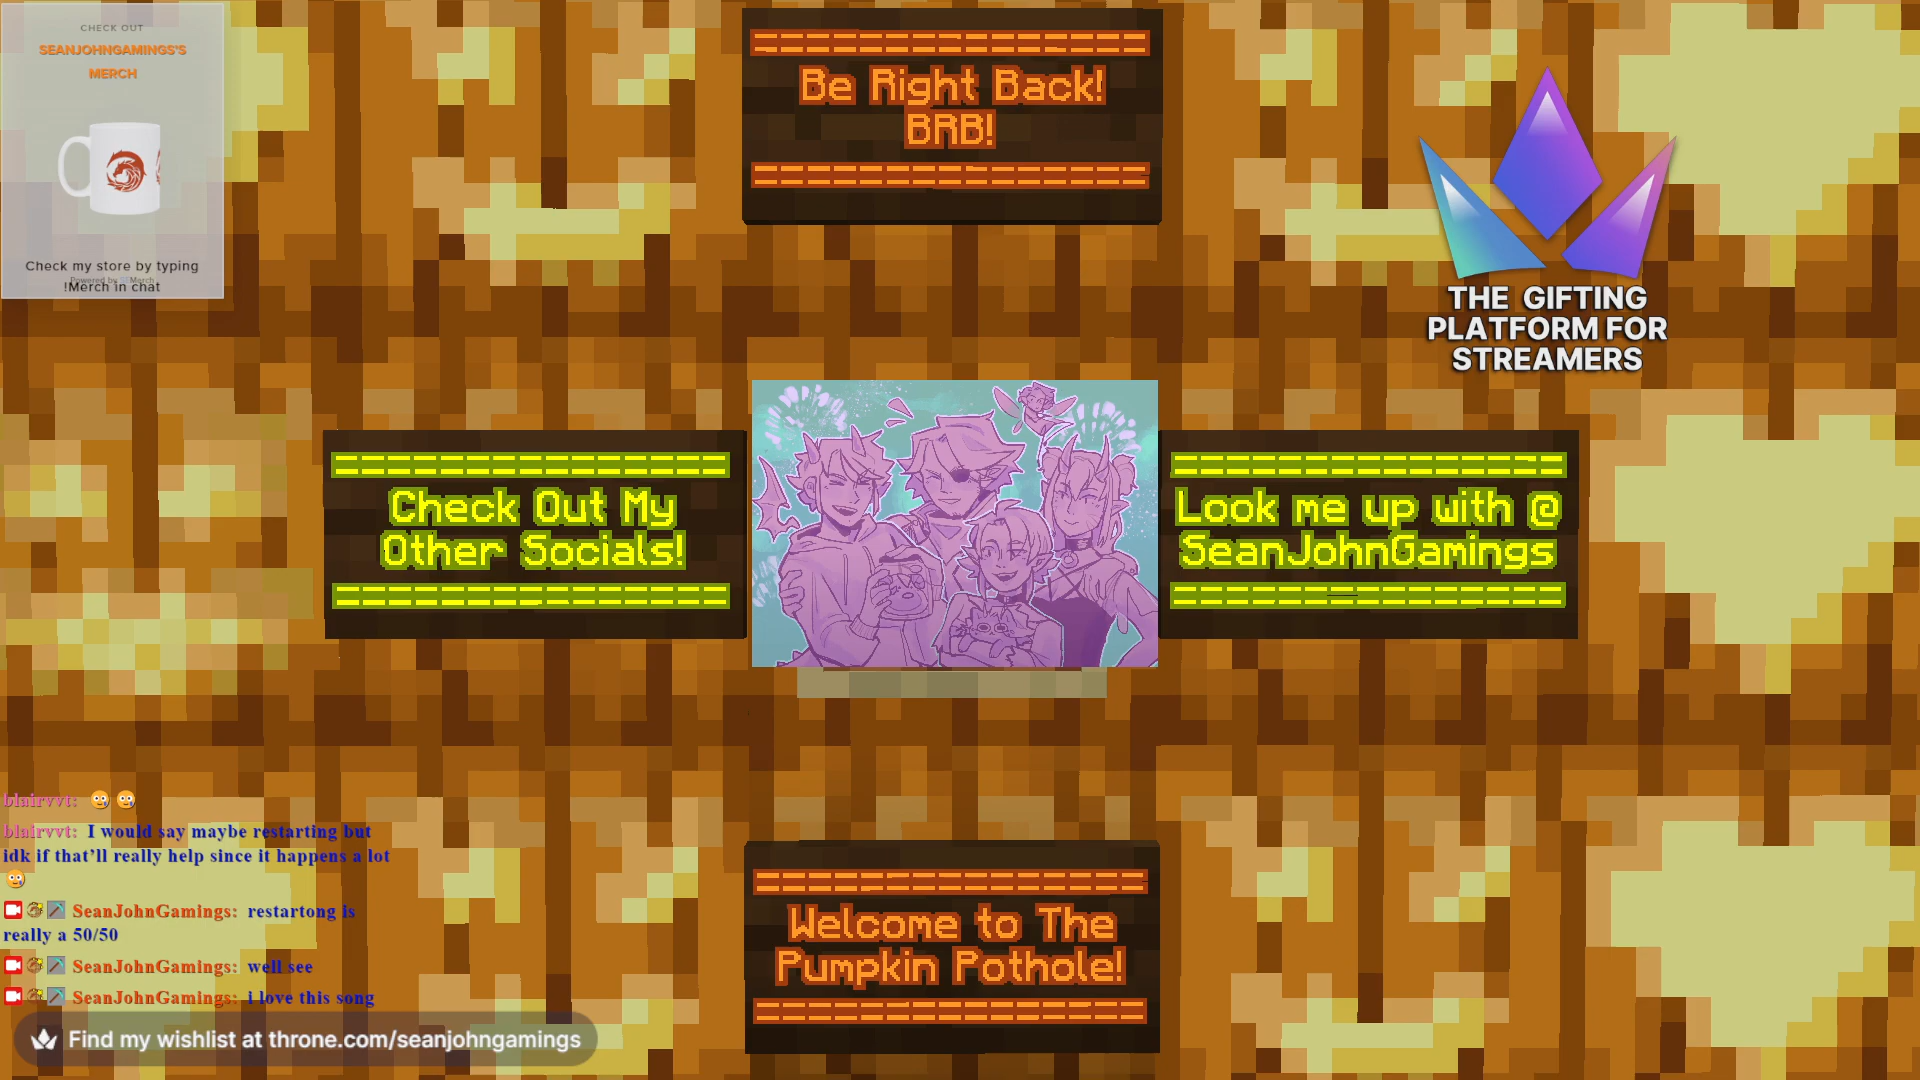 CHECK OUT
SEANJOHNGAMINGS'S
MERCH
Check my store by typing
Powered by Merch
!Merch in chat
====================
Be Right Back!
BRB!
====================
THE GIFTING
PLATFORM FOR
STREAMERS
====================
Check Out My
Other Socials!
====================
====================
Look me up with @
SeanJohnGamings
====================
blairvvt:
blairvvt: I would say maybe restarting but
idk if that’ll really help since it happens a lot
SeanJohnGamings: restartong is
really a 50/50
SeanJohnGamings: well see
SeanJohnGamings: i love this song
====================
Welcome to The
Pumpkin Pothole!
====================
Find my wishlist at throne.com/seanjohngamings